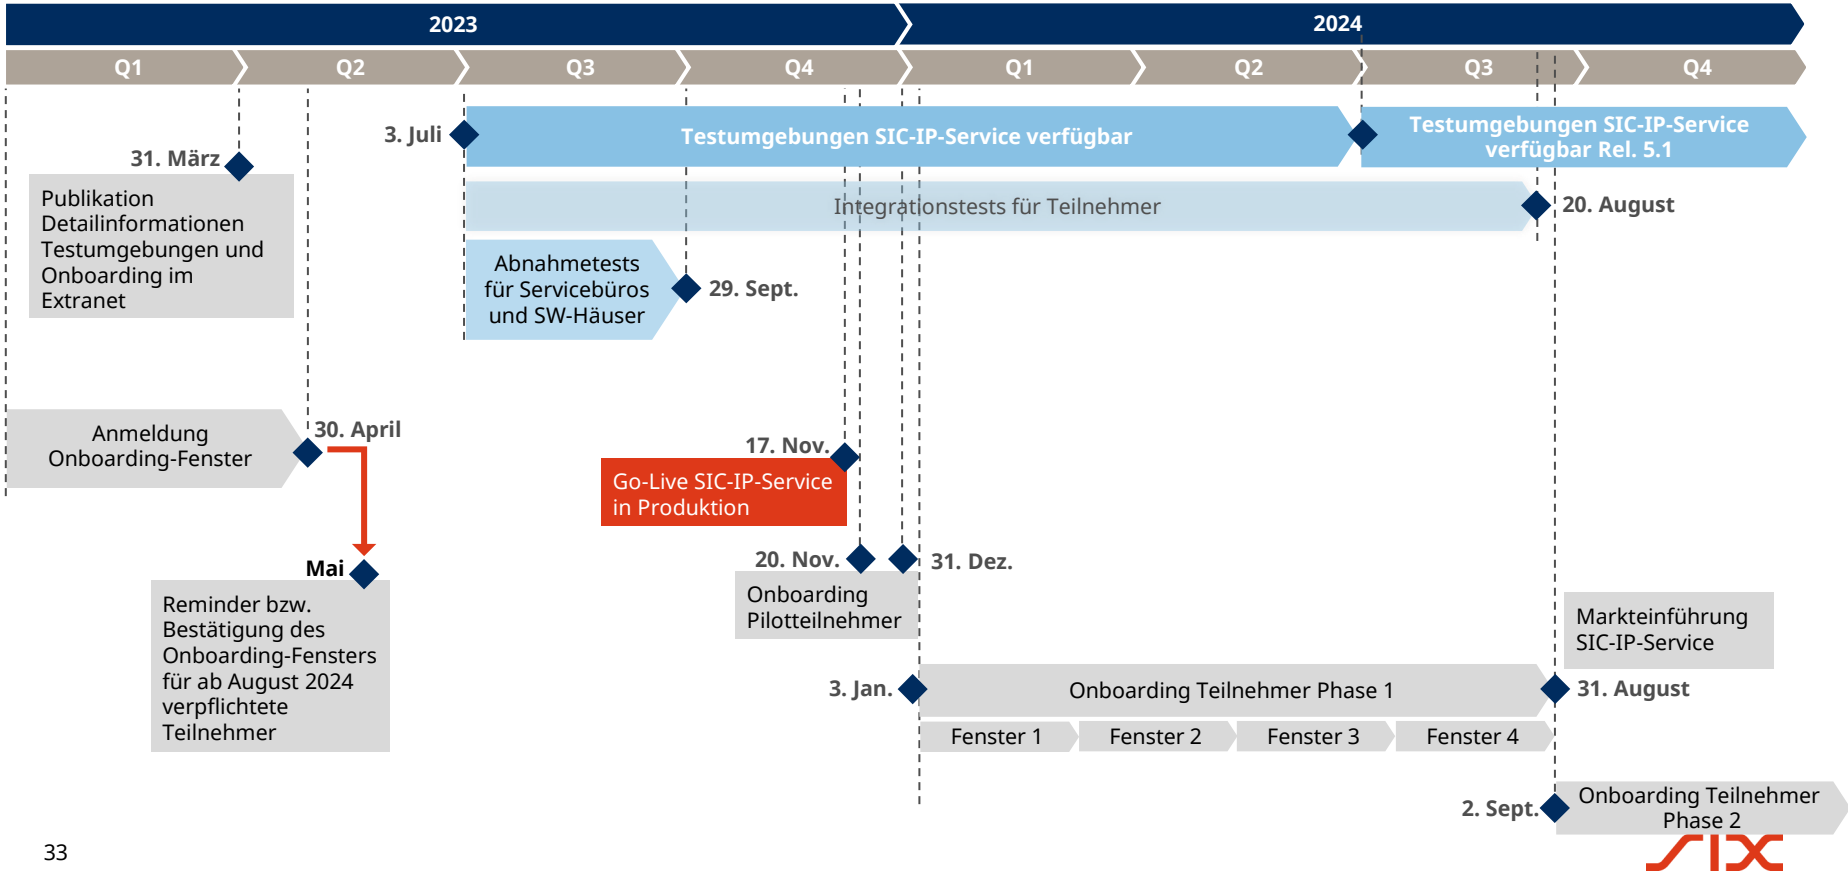 2023
2024
Q1
Q2
Q3
Q4
Q1
Q2
Q3
Q4
3. Juli
Testumgebungen SIC-IP-Service verfügbar
Testumgebungen SIC-IP-Service
verfügbar Rel. 5.1
31. März
Publikation
Detailinformationen
Testumgebungen und
Onboarding im
Extranet
Integrationstests für Teilnehmer
20. August
Abnahmetests
für Servicebüros
und SW-Häuser
29. Sept.
Anmeldung
Onboarding-Fenster
30. April
17. Nov.
Go-Live SIC-IP-Service
in Produktion
Mai
Reminder bzw.
Bestätigung des
Onboarding-Fensters
für ab August 2024
verpflichtete
Teilnehmer
20. Nov.
31. Dez.
Onboarding
Pilotteilnehmer
Markteinführung
SIC-IP-Service
3. Jan.
Onboarding Teilnehmer Phase 1
31. August
Fenster 1
Fenster 2
Fenster 3
Fenster 4
2. Sept.
Onboarding Teilnehmer
Phase 2
33
SIX